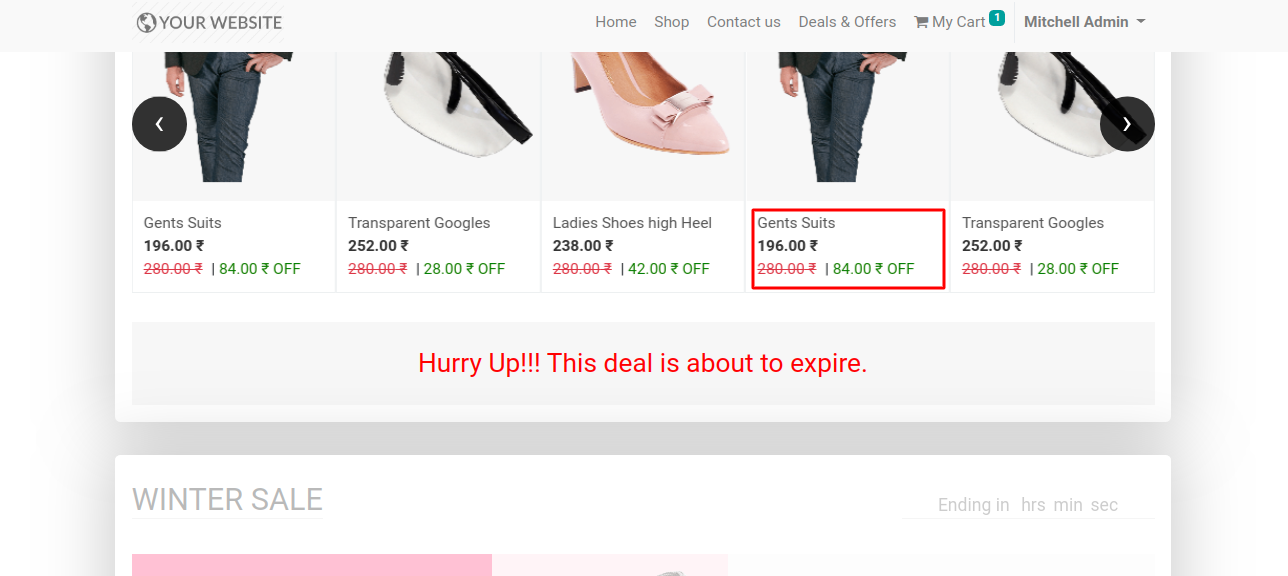 YOUR WEBSITE Home Shop Contact us Deals & Offers My Cart 1 Mitchell Admin
‹ ›
Gents Suits Transparent Googles Ladies Shoes high Heel Gents Suits Transparent Googles
196.00 ₹ 252.00 ₹ 238.00 ₹ 196.00 ₹ 252.00 ₹
280.00 ₹ | 84.00 ₹ OFF 280.00 ₹ | 28.00 ₹ OFF 280.00 ₹ | 42.00 ₹ OFF 280.00 ₹ | 84.00 ₹ OFF 280.00 ₹ | 28.00 ₹ OFF
Hurry Up!!! This deal is about to expire.
WINTER SALE Ending in hrs min sec